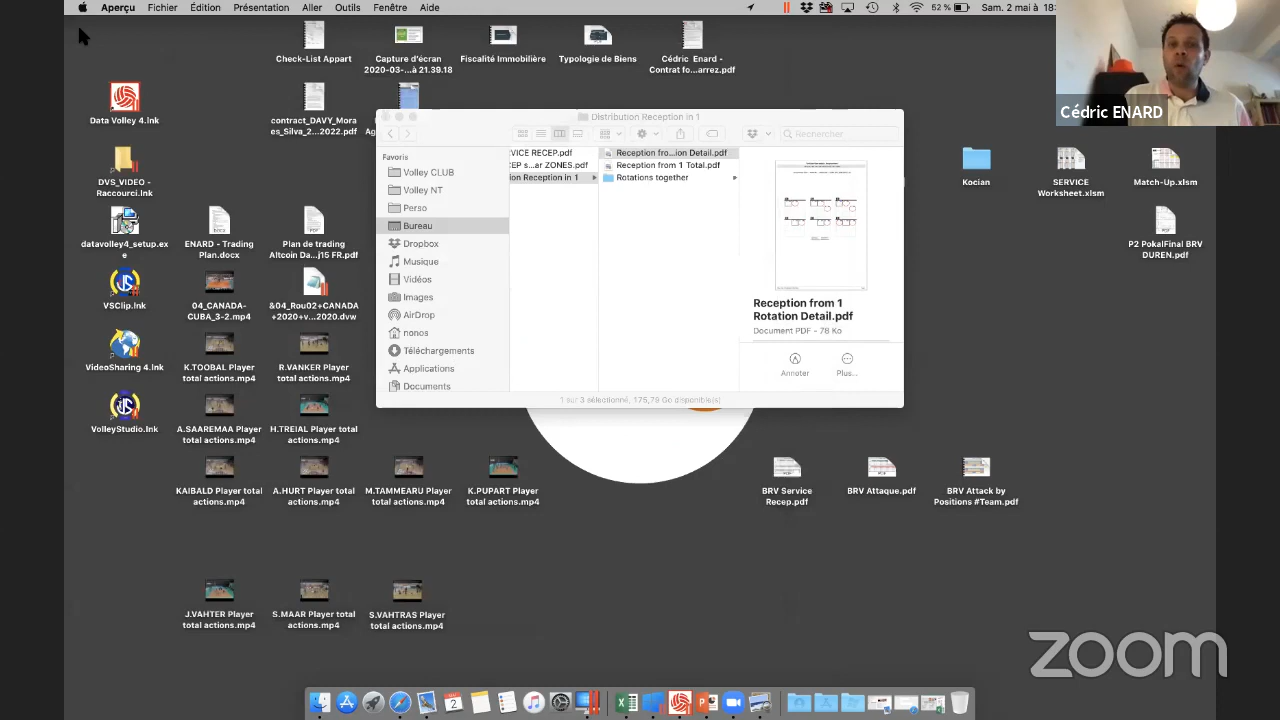 Aperçu Fichier Édition Présentation Aller Outils Fenêtre Aide
52 % Sam. 2 mai à 18:
Cédric ENARD
Check-List Appart
Capture d'écran
2020-03-...à 21.39.18
Fiscalité Immobilière
Typologie de Biens
Cédric Enard -
Contrat fo...arrez.pdf
Data Volley 4.lnk
contract_DAVY_Mora
es_Silva_2...2022.pdf
Distribution Reception in 1
Rechercher
Favoris
Volley CLUB
Volley NT
Perso
Bureau
Dropbox
Musique
Vidéos
Images
AirDrop
nonos
Téléchargements
Applications
Documents
VICE RECEP.pdf
EP s...ar ZONES.pdf
ion Reception in 1
Reception fro...ion Detail.pdf
Reception from 1 Total.pdf
Rotations together
Reception from 1
Rotation Detail.pdf
Document PDF - 78 Ko
Annoter
Plus...
1 sur 3 sélectionné, 175,79 Go disponible(s)
DVS_VIDEO -
Raccourci.lnk
Kocian
SERVICE
Worksheet.xlsm
Match-Up.xlsm
datavolley4_setup.ex
e
ENARD - Trading
Plan.docx
Plan de trading
Altcoin Da...j15 FR.pdf
P2 PokalFinal BRV
DUREN.pdf
VSClip.lnk
04_CANADA-
CUBA_3-2.mp4
&04_Rou02+CANADA
+2020+v...2020.dvw
VideoSharing 4.lnk
K.TOOBAL Player
total actions.mp4
R.VANKER Player
total actions.mp4
VolleyStudio.lnk
A.SAAREMAA Player
total actions.mp4
H.TREIAL Player total
actions.mp4
KAIBALD Player total
actions.mp4
A.HURT Player total
actions.mp4
M.TAMMEARU Player
total actions.mp4
K.PUPART Player
total actions.mp4
BRV Service
Recep.pdf
BRV Attaque.pdf
BRV Attack by
Positions #Team.pdf
J.VAHTER Player
total actions.mp4
S.MAAR Player total
actions.mp4
S.VAHTRAS Player
total actions.mp4
zoom